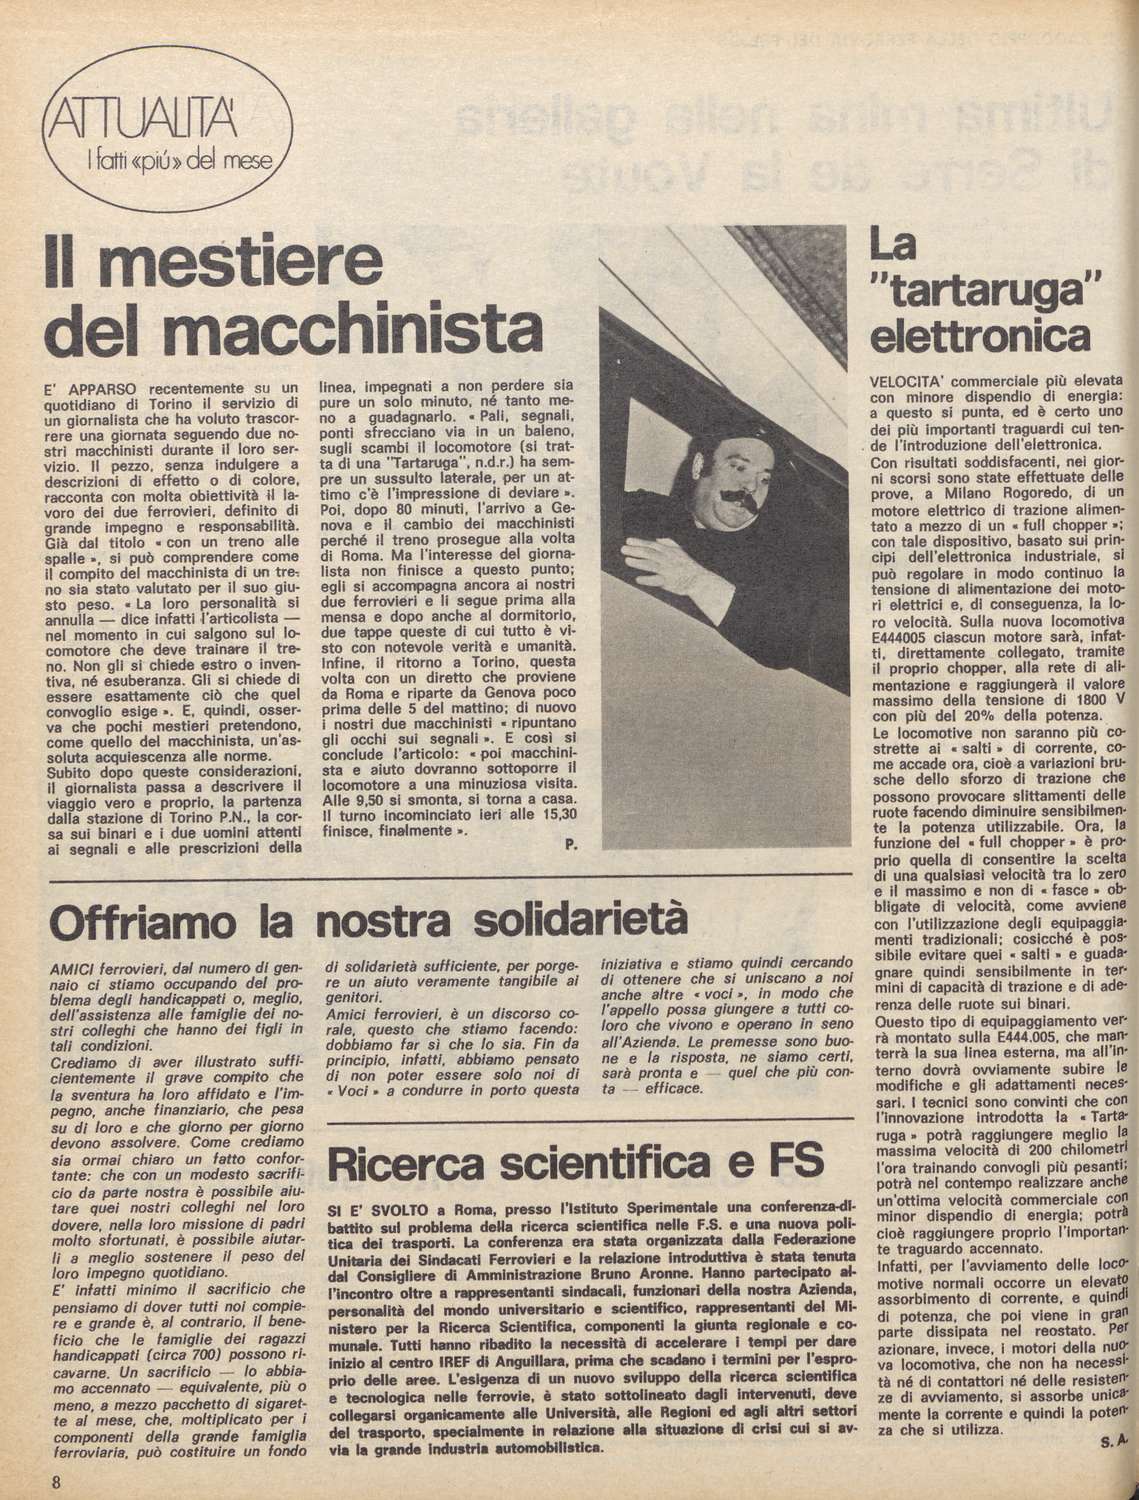 ATTUALITA'
I fatti «più» del mese
Il mestiere
del macchinista
E' APPARSO recentemente su un
quotidiano di Torino il servizio di
un giornalista che ha voluto trascor-
rere una giornata seguendo due no-
stri macchinisti durante il loro ser-
vizio. Il pezzo, senza indulgere a
descrizioni di effetto o di colore,
racconta con molta obiettività il la-
voro dei due ferrovieri, definito di
grande impegno e responsabilità.
Già dal titolo « con un treno alle
spalle », si può comprendere come
il compito del macchinista di un tre-
no sia stato valutato per il suo giu-
sto peso. « La loro personalità si
annulla — dice infatti l'articolista —
nel momento in cui salgono sul lo-
comotore che deve trainare il tre-
no. Non gli si chiede estro o inven-
tiva, né esuberanza. Gli si chiede di
essere esattamente ciò che quel
convoglio esige ». E, quindi, osser-
va che pochi mestieri pretendono,
come quello del macchinista, un'as-
soluta acquiescenza alle norme.
Subito dopo queste considerazioni,
il giornalista passa a descrivere il
viaggio vero e proprio, la partenza
dalla stazione di Torino P.N., la cor-
sa sui binari e i due uomini attenti
ai segnali e alle prescrizioni della
linea, impegnati a non perdere sia
pure un solo minuto, né tanto me-
no a guadagnarlo. « Pali, segnali,
ponti sfrecciano via in un baleno,
sugli scambi il locomotore (si trat-
ta di una "Tartaruga", n.d.r.) ha sem-
pre un sussulto laterale, per un at-
timo c'è l'impressione di deviare ».
Poi, dopo 80 minuti, l'arrivo a Ge-
nova e il cambio dei macchinisti
perché il treno prosegue alla volta
di Roma. Ma l'interesse del giorna-
lista non finisce a questo punto;
egli si accompagna ancora ai nostri
due ferrovieri e li segue prima alla
mensa e dopo anche al dormitorio,
due tappe queste di cui tutto è vi-
sto con notevole verità e umanità.
Infine, il ritorno a Torino, questa
volta con un diretto che proviene
da Roma e riparte da Genova poco
prima delle 5 del mattino; di nuovo
i nostri due macchinisti « ripuntano
gli occhi sui segnali ». E così si
conclude l'articolo: « poi macchini-
sta e aiuto dovranno sottoporre il
locomotore a una minuziosa visita.
Alle 9,50 si smonta, si torna a casa.
Il turno incominciato ieri alle 15,30
finisce, finalmente ».
P.
La
"tartaruga"
elettronica
VELOCITA' commerciale più elevata
con minore dispendio di energia:
a questo si punta, ed è certo uno
dei più importanti traguardi cui ten-
de l'introduzione dell'elettronica.
Con risultati soddisfacenti, nei gior-
ni scorsi sono state effettuate delle
prove, a Milano Rogoredo, di un
motore elettrico di trazione alimen-
tato a mezzo di un « full chopper »;
con tale dispositivo, basato sui prin-
cipi dell'elettronica industriale, si
può regolare in modo continuo la
tensione di alimentazione dei moto-
ri elettrici e, di conseguenza, la lo-
ro velocità. Sulla nuova locomotiva
E444005 ciascun motore sarà, infat-
ti, direttamente collegato, tramite
il proprio chopper, alla rete di ali-
mentazione e raggiungerà il valore
massimo della tensione di 1800 V
con più del 20% della potenza.
Le locomotive non saranno più co-
strette ai « salti » di corrente, co-
me accade ora, cioè a variazioni bru-
sche dello sforzo di trazione che
possono provocare slittamenti delle
ruote facendo diminuire sensibilmen-
te la potenza utilizzabile. Ora, la
funzione del « full chopper » è pro-
prio quella di consentire la scelta
di una qualsiasi velocità tra lo zero
e il massimo e non di « fasce » ob-
bligate di velocità, come avviene
con l'utilizzazione degli equipaggia-
menti tradizionali; cosicché è pos-
sibile evitare quei « salti » e guada-
gnare quindi sensibilmente in ter-
mini di capacità di trazione e di ade-
renza delle ruote sui binari.
Questo tipo di equipaggiamento ver-
rà montato sulla E444.005, che man-
terrà la sua linea esterna, ma all'in-
terno dovrà ovviamente subire le
modifiche e gli adattamenti neces-
sari. I tecnici sono convinti che con
l'innovazione introdotta la « Tarta-
ruga » potrà raggiungere meglio la
massima velocità di 200 chilometri
l'ora trainando convogli più pesanti;
potrà nel contempo realizzare anche
un'ottima velocità commerciale con
minor dispendio di energia; potrà
cioè raggiungere proprio l'importan-
te traguardo accennato.
Infatti, per l'avviamento delle loco-
motive normali occorre un elevato
assorbimento di corrente, e quindi
di potenza, che poi viene in gran
parte dissipata nel reostato. Per
azionare, invece, i motori della nuo-
va locomotiva, che non ha necessi-
tà né di contattori né delle resisten-
ze di avviamento, si assorbe unica-
mente la corrente e quindi la poten-
za che si utilizza.
S. A.
Offriamo la nostra solidarietà
AMICI ferrovieri, dal numero di gen-
naio ci stiamo occupando del pro-
blema degli handicappati o, meglio,
dell'assistenza alle famiglie dei no-
stri colleghi che hanno dei figli in
tali condizioni.
Crediamo di aver illustrato suffi-
cientemente il grave compito che
la sventura ha loro affidato e l'im-
pegno, anche finanziario, che pesa
su di loro e che giorno per giorno
devono assolvere. Come crediamo
sia ormai chiaro un fatto confor-
tante: che con un modesto sacrifi-
cio da parte nostra è possibile aiu-
tare quei nostri colleghi nel loro
dovere, nella loro missione di padri
molto sfortunati, è possibile aiutar-
li a meglio sostenere il peso del
loro impegno quotidiano.
E' infatti minimo il sacrificio che
pensiamo di dover tutti noi compie-
re e grande è, al contrario, il bene-
ficio che le famiglie dei ragazzi
handicappati (circa 700) possono ri-
cavarne. Un sacrificio — lo abbia-
mo accennato — equivalente, più o
meno, a mezzo pacchetto di sigaret-
te al mese, che, moltiplicato per i
componenti della grande famiglia
ferroviaria, può costituire un fondo
di solidarietà sufficiente, per porge-
re un aiuto veramente tangibile ai
genitori.
Amici ferrovieri, è un discorso co-
rale, questo che stiamo facendo:
dobbiamo far sì che lo sia. Fin da
principio, infatti, abbiamo pensato
di non poter essere solo noi di
« Voci » a condurre in porto questa
iniziativa e stiamo quindi cercando
di ottenere che si uniscano a noi
anche altre « voci », in modo che
l'appello possa giungere a tutti co-
loro che vivono e operano in seno
all'Azienda. Le premesse sono buo-
ne e la risposta, ne siamo certi,
sarà pronta e — quel che più con-
ta — efficace.
Ricerca scientifica e FS
SI E' SVOLTO a Roma, presso l'Istituto Sperimentale una conferenza-di-
battito sul problema della ricerca scientifica nelle F.S. e una nuova poli-
tica dei trasporti. La conferenza era stata organizzata dalla Federazione
Unitaria dei Sindacati Ferrovieri e la relazione introduttiva è stata tenuta
dal Consigliere di Amministrazione Bruno Aronne. Hanno partecipato al-
l'incontro oltre a rappresentanti sindacali, funzionari della nostra Azienda,
personalità del mondo universitario e scientifico, rappresentanti del Mi-
nistero per la Ricerca Scientifica, componenti la giunta regionale e co-
munale. Tutti hanno ribadito la necessità di accelerare i tempi per dare
inizio al centro IREF di Anguillara, prima che scadano i termini per l'espro-
prio delle aree. L'esigenza di un nuovo sviluppo della ricerca scientifica
e tecnologica nelle ferrovie, è stato sottolineato dagli intervenuti, deve
collegarsi organicamente alle Università, alle Regioni ed agli altri settori
del trasporto, specialmente in relazione alla situazione di crisi cui si av-
via la grande industria automobilistica.
8